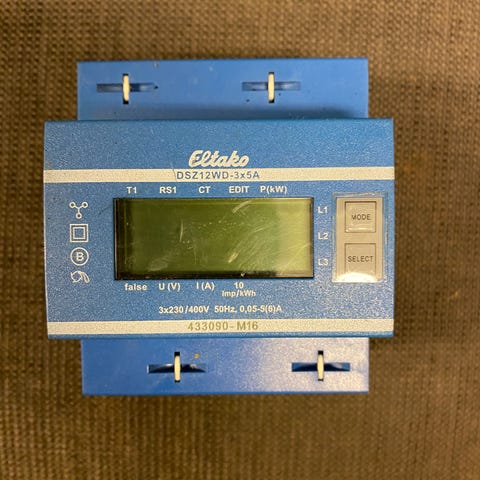 Eltako
DSZ12WD-3x5A
T1 RS1 CT EDIT P(kW)
L1
MODE
L2
B
SELECT
L3
false U (V) I (A) 10
Imp/kWh
3x230/400V 50Hz, 0,05-5(6)A
433090-M16